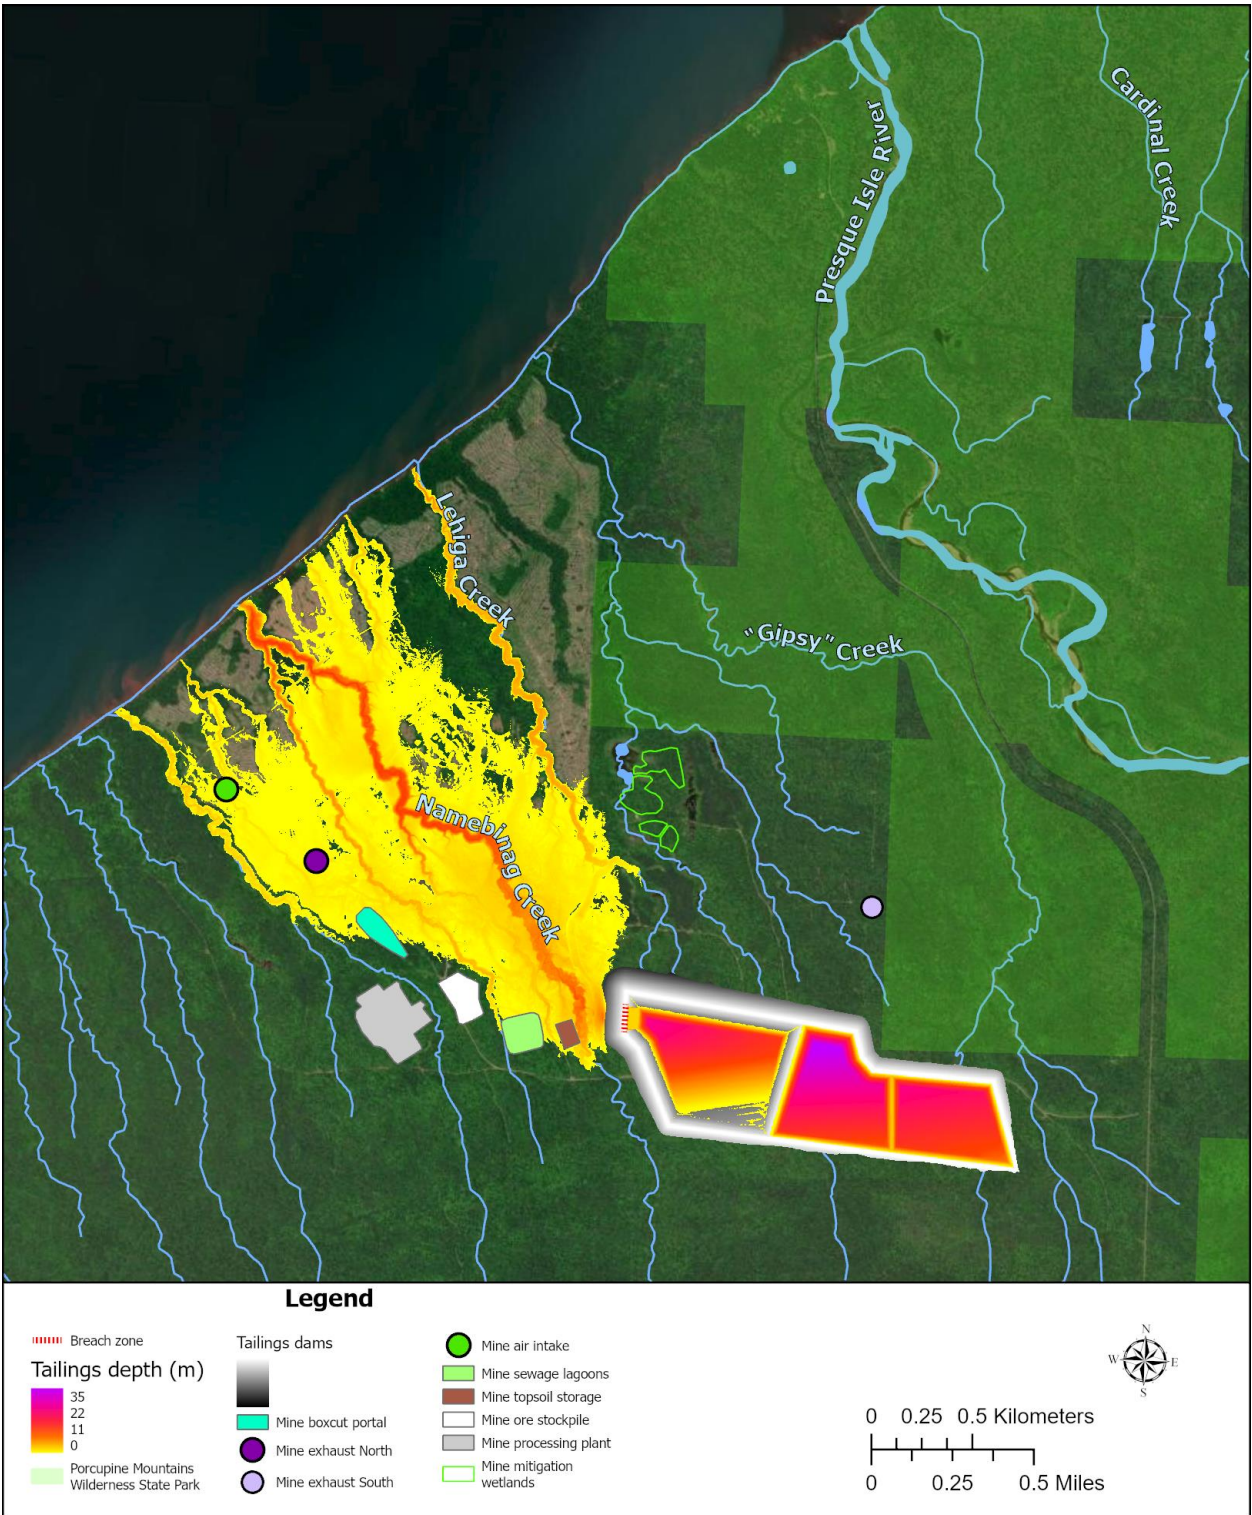 Cardinal Creek
Presque Isle River
Lehiga Creek
"Gipsy" Creek
Namebinag Creek
Legend
Breach zone
Tailings depth (m)
35
22
11
0
Porcupine Mountains
Wilderness State Park
Tailings dams
Mine boxcut portal
Mine exhaust North
Mine exhaust South
Mine air intake
Mine sewage lagoons
Mine topsoil storage
Mine ore stockpile
Mine processing plant
Mine mitigation
wetlands
N
W E
S
0 0.25 0.5 Kilometers
0 0.25 0.5 Miles